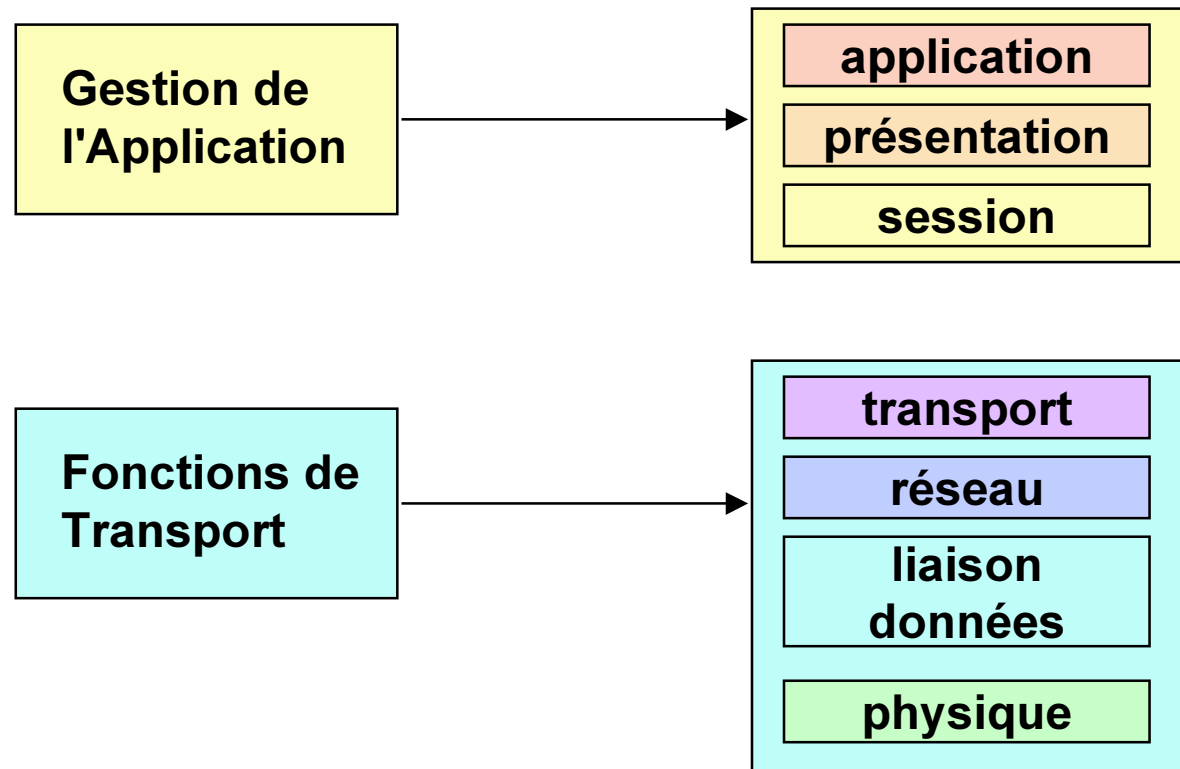 Gestion de
l'Application
application
présentation
session
Fonctions de
Transport
transport
réseau
liaison
données
physique